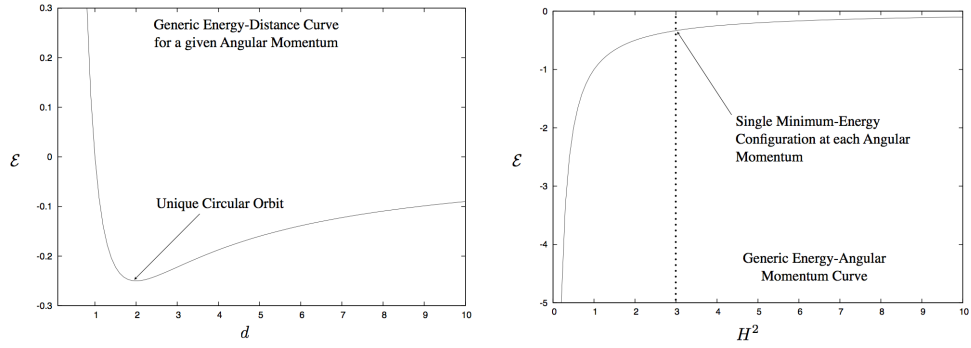 Generic Energy-Distance Curve
for a given Angular Momentum
0.3
0.2
0.1
0
-0.1
-0.2
-0.3
ℰ
Unique Circular Orbit
1 2 3 4 5 6 7 8 9 10
d
0
-1
-2
-3
-4
-5
ℰ
Single Minimum-Energy
Configuration at each Angular
Momentum
Generic Energy-Angular
Momentum Curve
0 1 2 3 4 5 6 7 8 9 10
H²